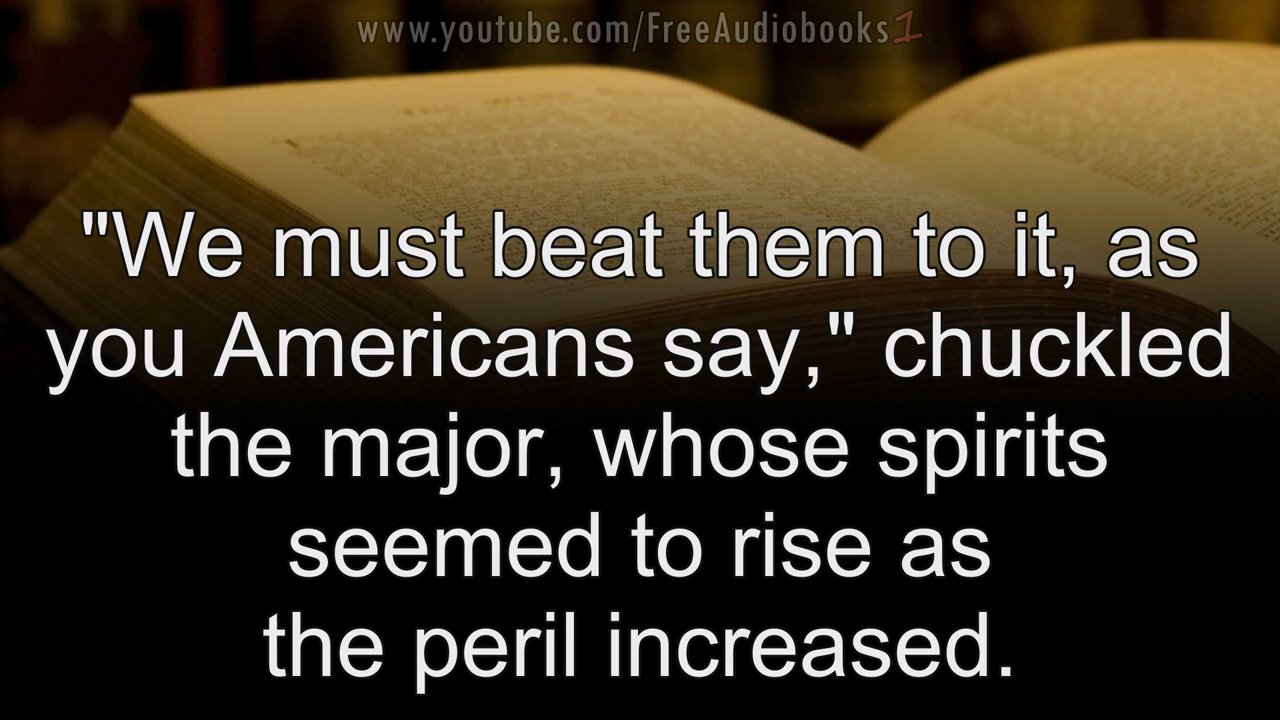 www.youtube.com/FreeAudiobooks1
"We must beat them to it, as
you Americans say," chuckled
the major, whose spirits
seemed to rise as
the peril increased.